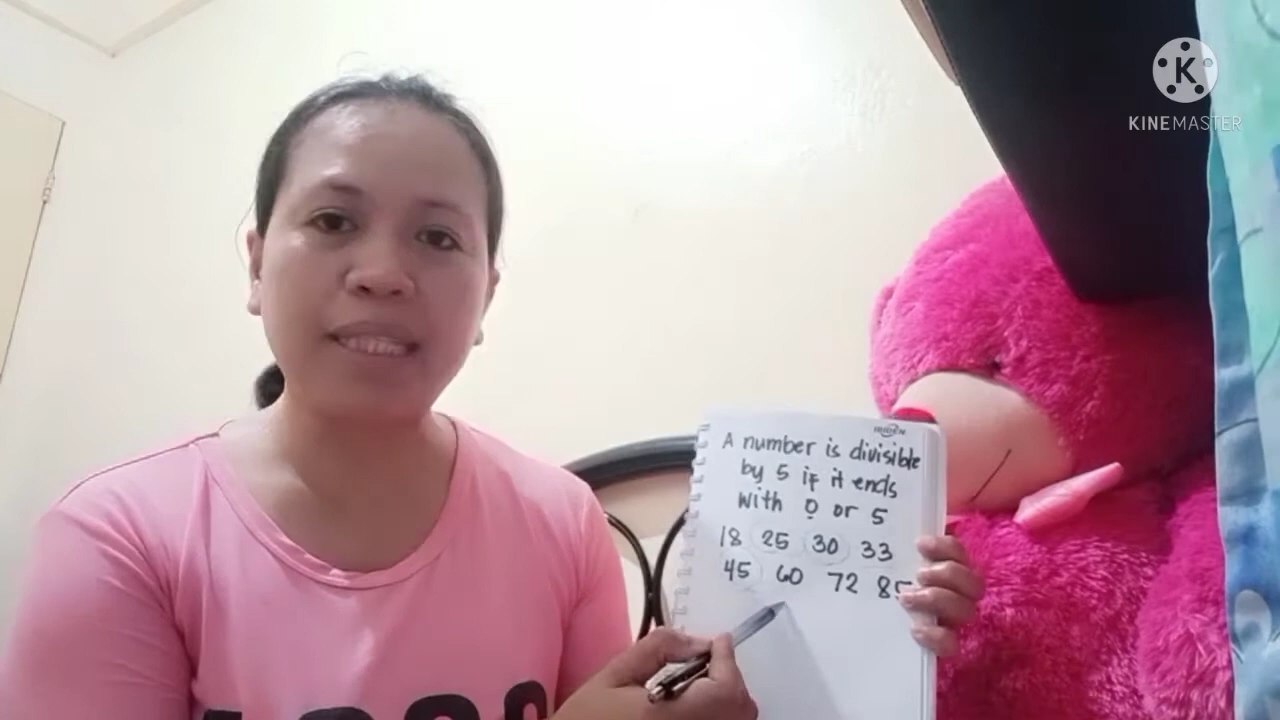 KINEMASTER
A number is divisible
by 5 if it ends
with 0 or 5
18 25 30 33
45 60 72 85